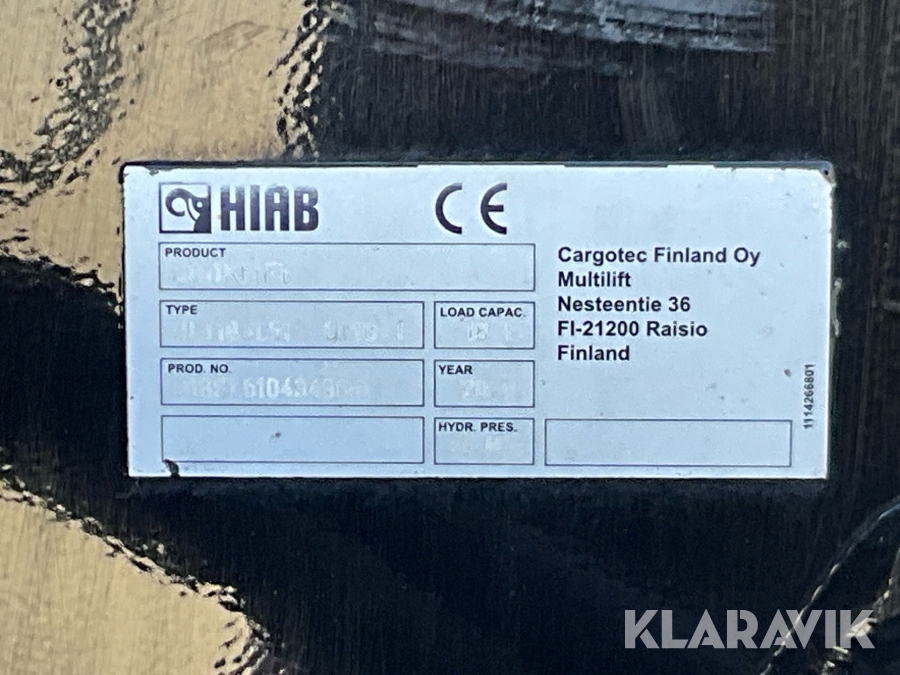 HIAB CE
PRODUCT
TYPE
LOAD CAPAC.
PROD. NO.
YEAR
HYDR. PRES.
Cargotec Finland Oy
Multilift
Nesteentie 36
FI-21200 Raisio
Finland
1114266801
KLARAVIK